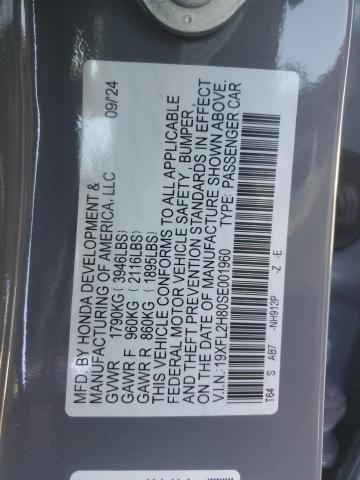 MFD. BY HONDA DEVELOPMENT &
MANUFACTURING OF AMERICA, LLC 09/'24
GVWR 1790KG (3946LBS)
GAWR F 960KG (2116LBS)
GAWR R 860KG (1895LBS)
THIS VEHICLE CONFORMS TO ALL APPLICABLE
FEDERAL MOTOR VEHICLE SAFETY, BUMPER,
AND THEFT PREVENTION STANDARDS IN EFFECT
ON THE DATE OF MANUFACTURE SHOWN ABOVE.
V.I.N.: 19XFL2H80SE001960 TYPE: PASSENGER CAR
T64 S AB7 -NH912P -Z -E